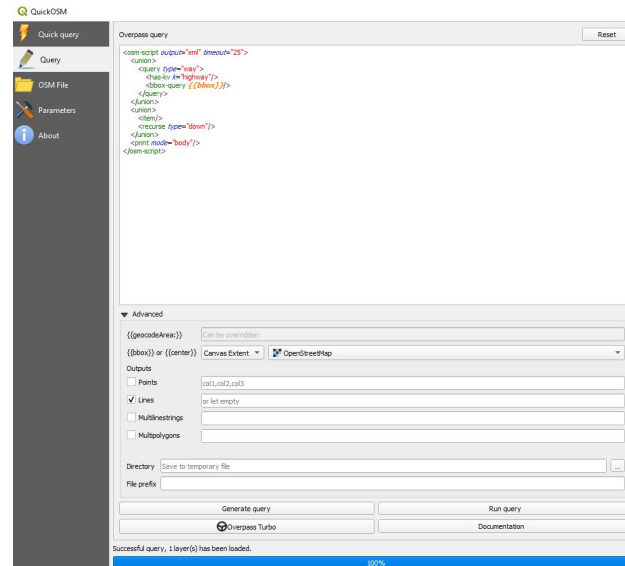 QuickOSM
Quick query
Query
OSM File
Parameters
About
Overpass query
Reset
<osm-script output="xml" timeout="25">
<union>
<query type="way">
<has-kv k="highway"/>
<bbox-query {{bbox}}/>
</query>
</union>
<union>
<item/>
<recurse type="down"/>
</union>
<print mode="body"/>
</osm-script>
Advanced
{{geocodeArea:}} Can be overridden
{{bbox}} or {{center}} Canvas Extent OpenStreetMap
Outputs
Points col1,col2,col3
Lines or let empty
Multilinestrings
Multipolygons
Directory Save to temporary file ...
File prefix
Generate query Run query
Overpass Turbo Documentation
Successful query, 1 layer(s) has been loaded.
100%